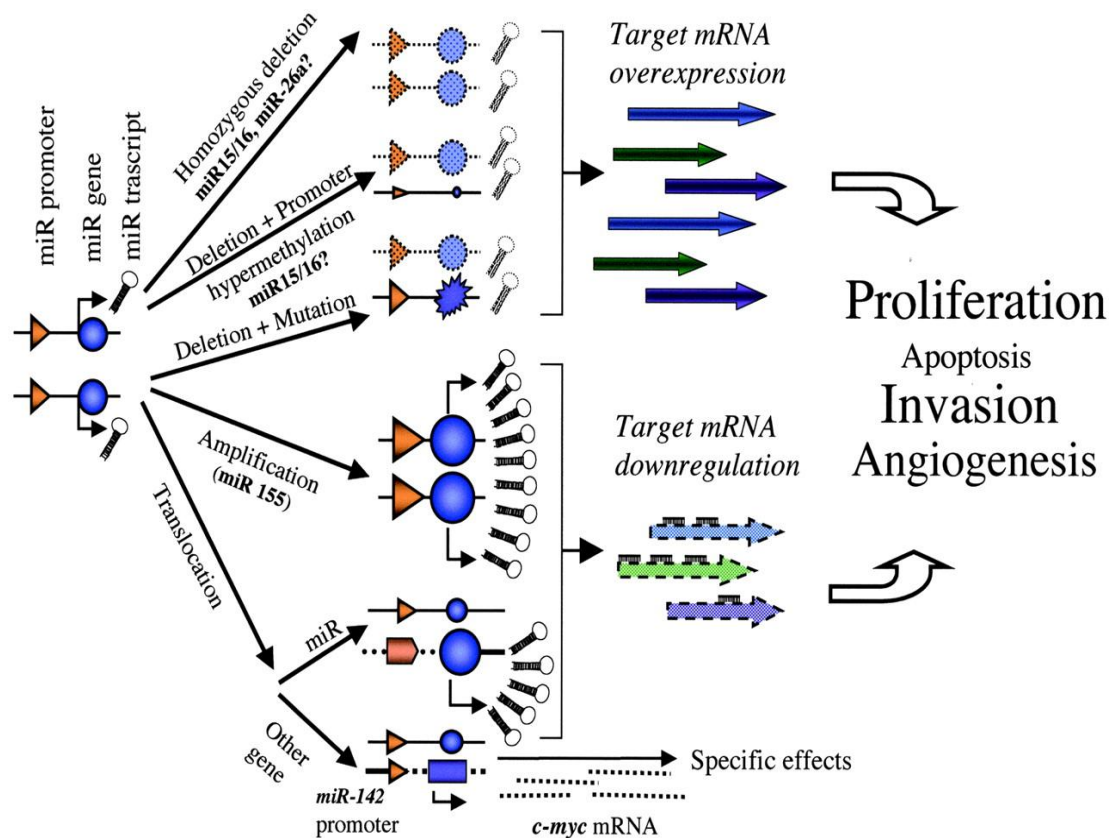 miR promoter
miR gene
miR trascript
Homozygous deletion
miR15/16, miR-26a?
Deletion + Promoter
hypermethylation
miR15/16?
Deletion + Mutation
Amplification
(miR 155)
Translocation
miR
Other
gene
miR-142
promoter
c-myc mRNA
Specific effects
Target mRNA
overexpression
Target mRNA
downregulation
Proliferation
Apoptosis
Invasion
Angiogenesis